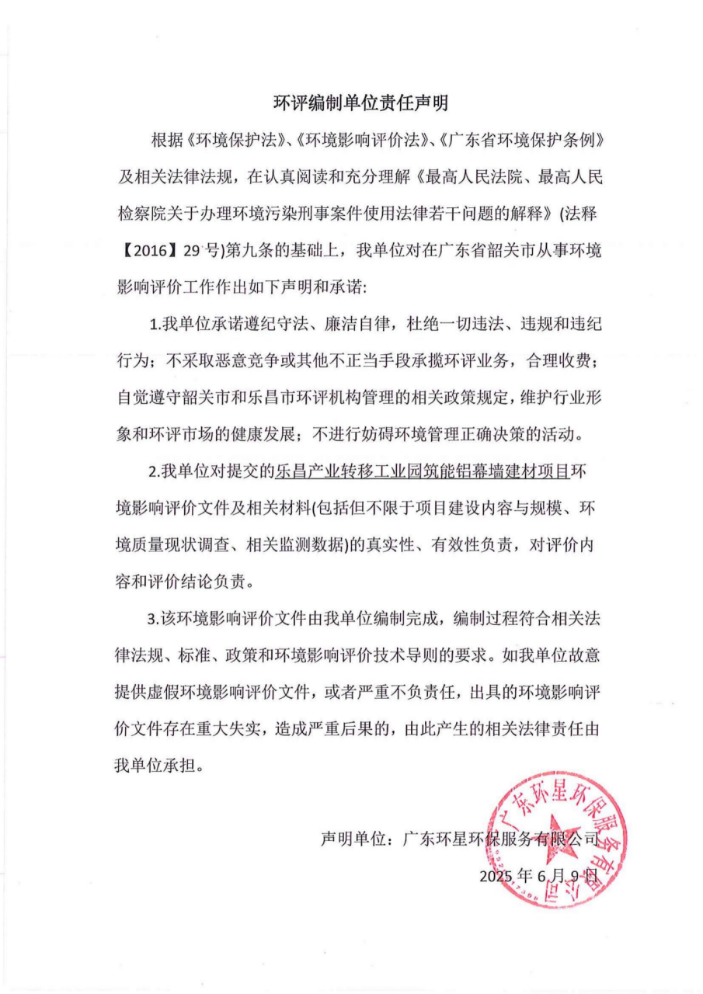 环评编制单位责任声明
根据《环境保护法》、《环境影响评价法》、《广东省环境保护条例》
及相关法律法规，在认真阅读和充分理解《最高人民法院、最高人民
检察院关于办理环境污染刑事案件使用法律若干问题的解释》(法释
【2016】29号)第九条的基础上，我单位对在广东省韶关市从事环境
影响评价工作作出如下声明和承诺:
1.我单位承诺遵纪守法、廉洁自律，杜绝一切违法、违规和违纪
行为；不采取恶意竞争或其他不正当手段承揽环评业务，合理收费；
自觉遵守韶关市和乐昌市环评机构管理的相关政策规定，维护行业形
象和环评市场的健康发展；不进行妨碍环境管理正确决策的活动。
2.我单位对提交的乐昌产业转移工业园筑能铝幕墙建材项目环
境影响评价文件及相关材料(包括但不限于项目建设内容与规模、环
境质量现状调查、相关监测数据)的真实性、有效性负责，对评价内
容和评价结论负责。
3.该环境影响评价文件由我单位编制完成，编制过程符合相关法
律法规、标准、政策和环境影响评价技术导则的要求。如我单位故意
提供虚假环境影响评价文件，或者严重不负责任，出具的环境影响评
价文件存在重大失实，造成严重后果的，由此产生的相关法律责任由
我单位承担。
声明单位：广东环星环保服务有限公司
2025年6月9日
广东环星环保服务有限公司